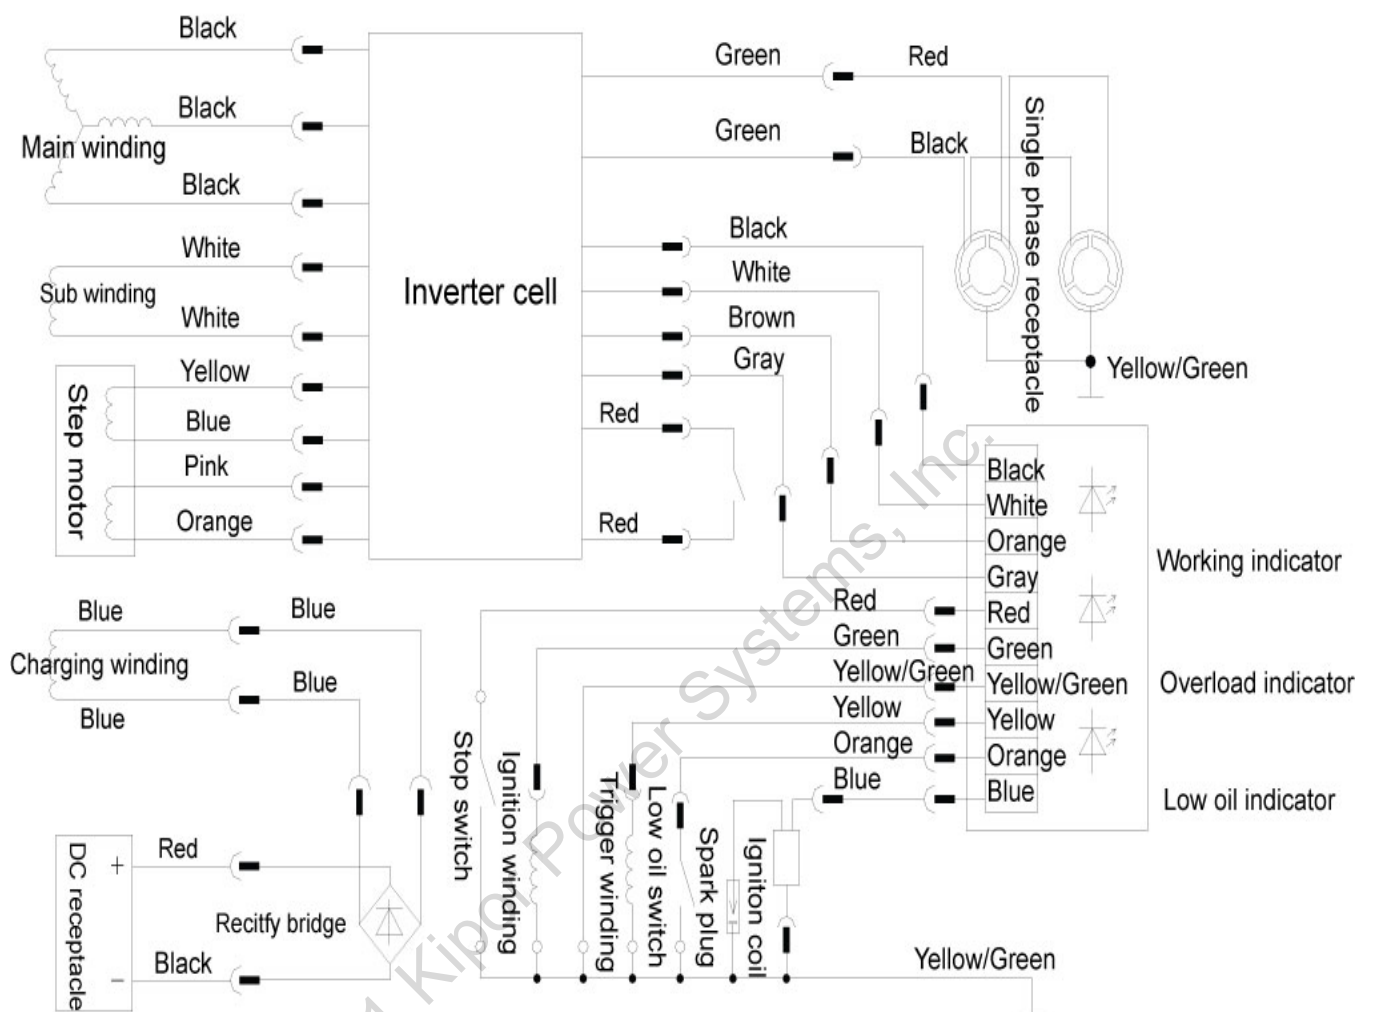 Black
Black
Main winding
Black
White
Sub winding
White
Yellow
Blue
Pink
Orange
Step motor
Inverter cell
Green
Red
Green
Black
Single phase receptacle
Black
White
Brown
Gray
Red
Red
Yellow/Green
Black
White
Orange
Gray
Red
Green
Yellow/Green
Yellow
Orange
Blue
Working indicator
Overload indicator
Low oil indicator
Red
Green
Yellow/Green
Yellow
Orange
Blue
Blue
Blue
Charging winding
Blue
Blue
Stop switch
Ignition winding
Trigger winding
Low oil switch
Spark plug
Igniton coil
DC receptacle
+
−
Red
Recitfy bridge
Black
Yellow/Green
1 Kipor Power Systems, Inc.